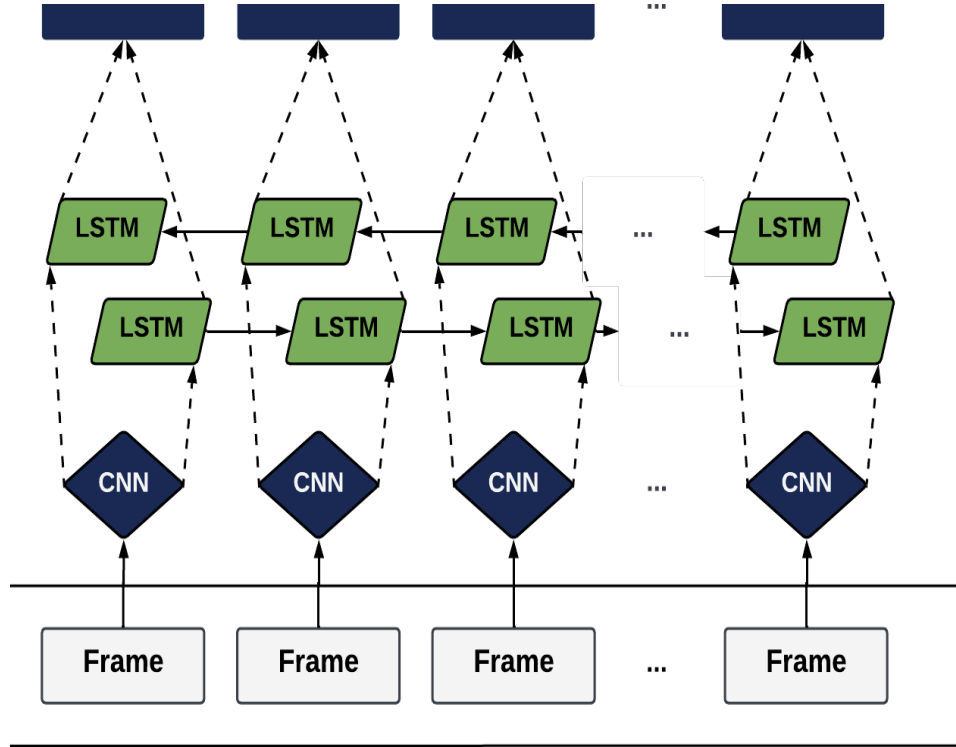 ...
LSTM LSTM LSTM ... LSTM
LSTM LSTM LSTM ... LSTM
CNN CNN CNN ... CNN
Frame Frame Frame ... Frame